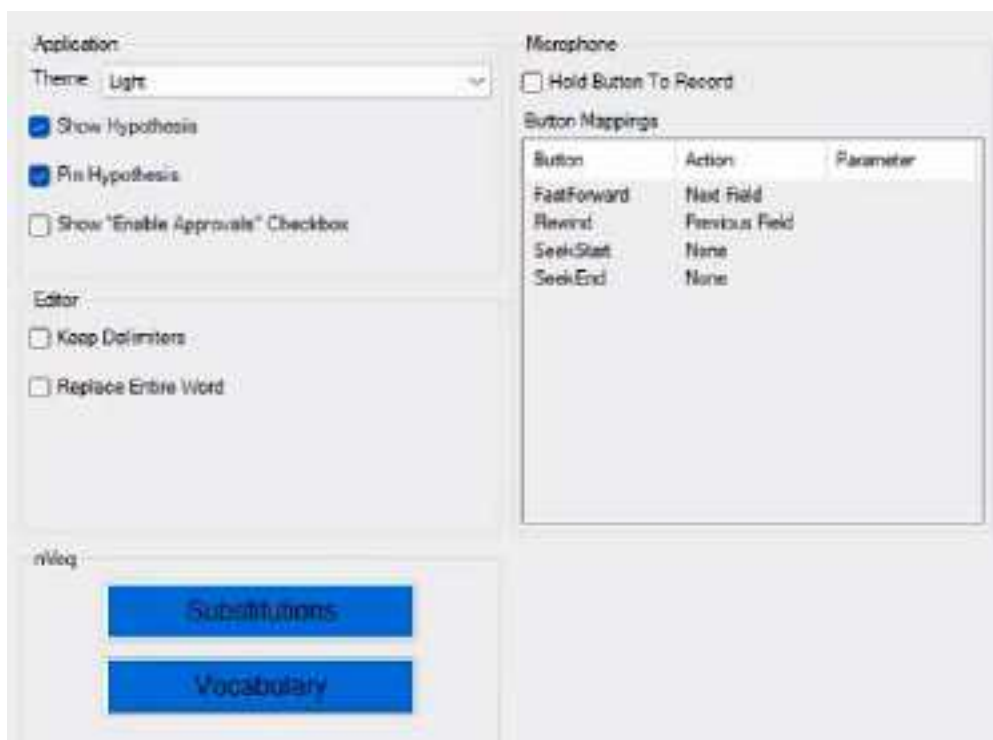 Application
Theme Light
Show Hypothesis
Pin Hypothesis
Show "Enable Approvals" Checkbox
Editor
Keep Delimiters
Replace Entire Word
nVoq
Substitutions
Vocabulary
Microphone
Hold Button To Record
Button Mappings
Button Action Parameter
FastForward Next Field
Rewind Previous Field
SeekStart None
SeekEnd None